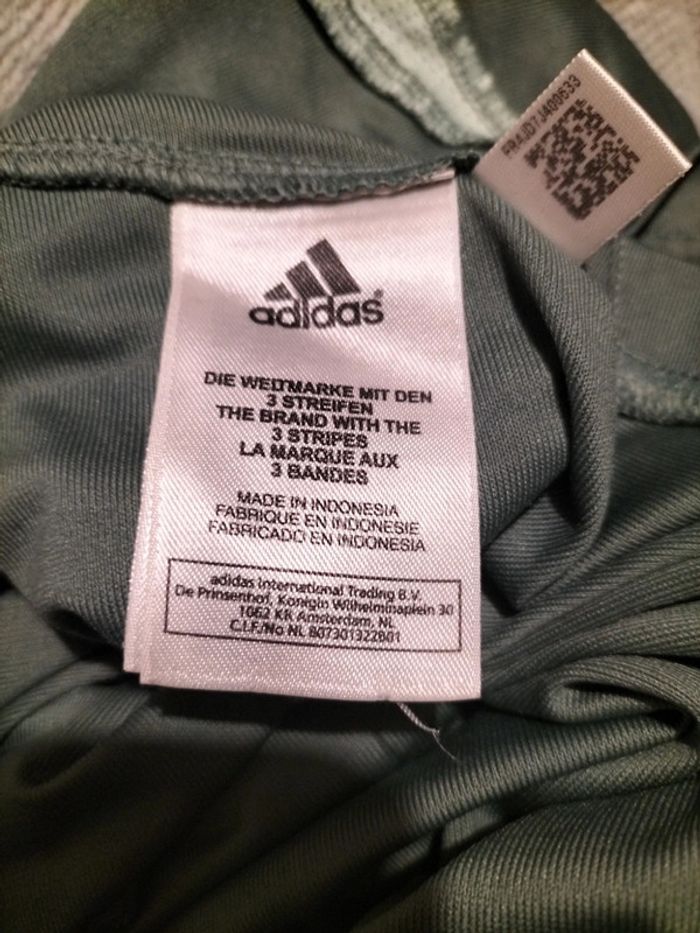 FR4JD7J400633
adidas®
DIE WELTMARKE MIT DEN
3 STREIFEN
THE BRAND WITH THE
3 STRIPES
LA MARQUE AUX
3 BANDES
MADE IN INDONESIA
FABRIQUE EN INDONESIE
FABRICADO EN INDONESIA
adidas International Trading B.V.
De Prinsenhof, Konigin Wilhelminaplein 30
1062 KR Amsterdam, NL
C.I.F./No NL 807301322B01